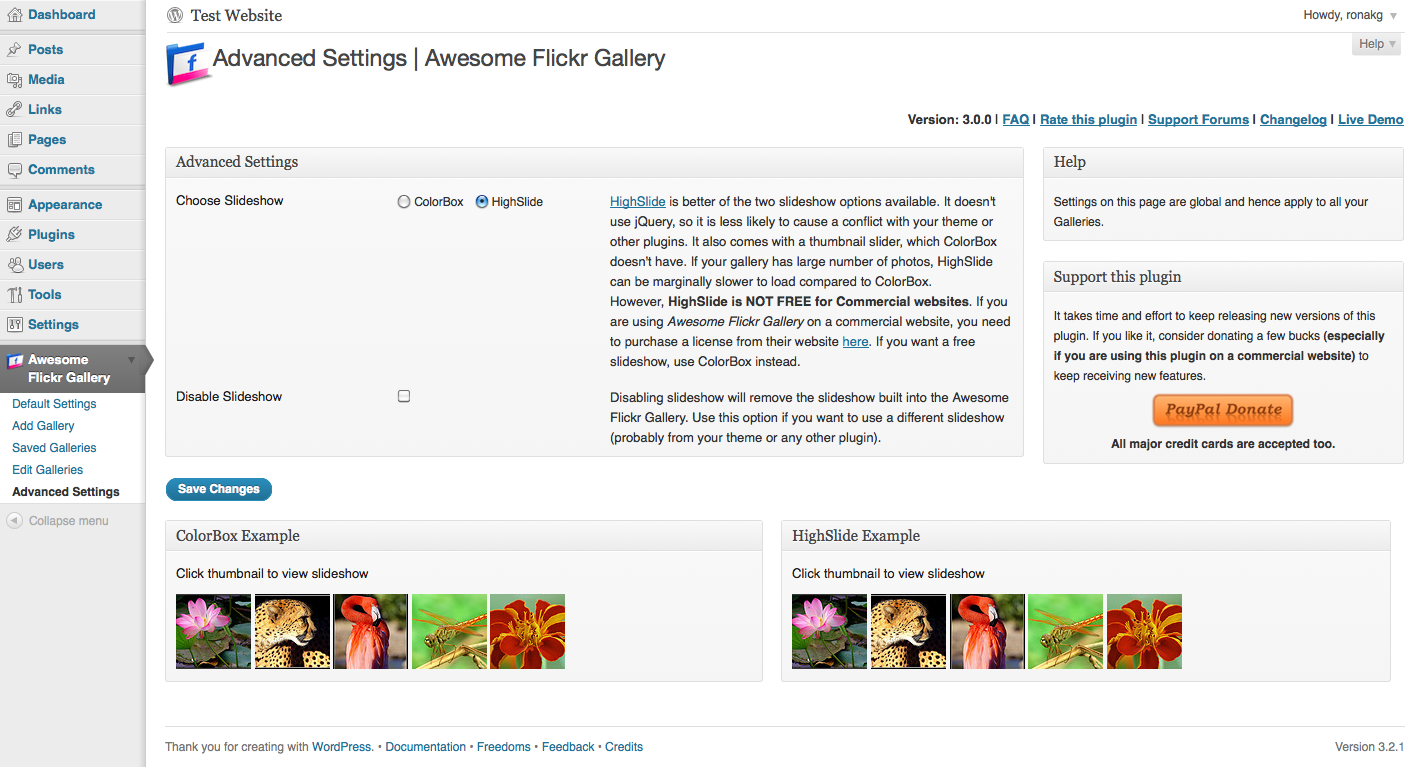 Dashboard
Posts
Media
Links
Pages
Comments
Appearance
Plugins
Users
Tools
Settings
Awesome
Flickr Gallery
Default Settings
Add Gallery
Saved Galleries
Edit Galleries
Advanced Settings
Collapse menu
Test Website
Howdy, ronakg
Help
Advanced Settings | Awesome Flickr Gallery
Version: 3.0.0 | FAQ | Rate this plugin | Support Forums | Changelog | Live Demo
Advanced Settings
Choose Slideshow
ColorBox HighSlide
HighSlide is better of the two slideshow options available. It doesn't
use jQuery, so it is less likely to cause a conflict with your theme or
other plugins. It also comes with a thumbnail slider, which ColorBox
doesn't have. If your gallery has large number of photos, HighSlide
can be marginally slower to load compared to ColorBox.
However, HighSlide is NOT FREE for Commercial websites. If you
are using Awesome Flickr Gallery on a commercial website, you need
to purchase a license from their website here. If you want a free
slideshow, use ColorBox instead.
Disable Slideshow
Disabling slideshow will remove the slideshow built into the Awesome
Flickr Gallery. Use this option if you want to use a different slideshow
(probably from your theme or any other plugin).
Help
Settings on this page are global and hence apply to all your
Galleries.
Support this plugin
It takes time and effort to keep releasing new versions of this
plugin. If you like it, consider donating a few bucks (especially
if you are using this plugin on a commercial website) to
keep receiving new features.
PayPal Donate
All major credit cards are accepted too.
Save Changes
ColorBox Example
Click thumbnail to view slideshow
HighSlide Example
Click thumbnail to view slideshow
Thank you for creating with WordPress. • Documentation • Freedoms • Feedback • Credits
Version 3.2.1